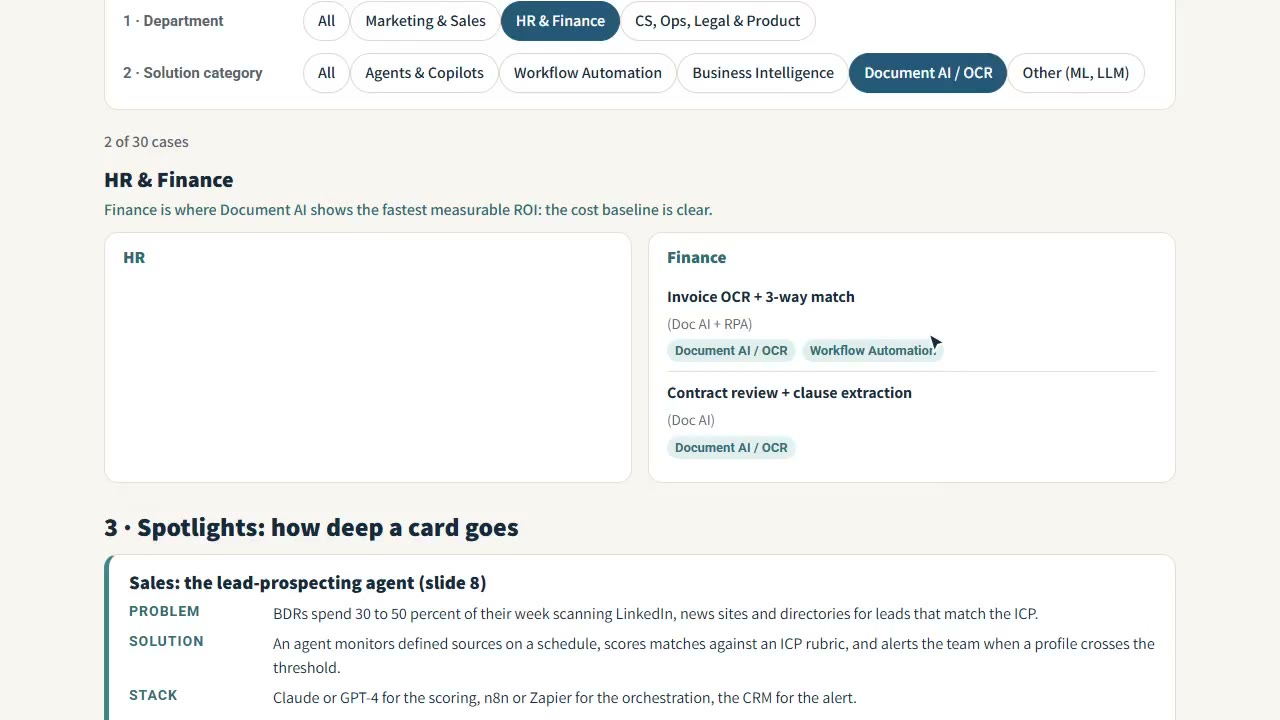 1 · Department
All
Marketing & Sales
HR & Finance
CS, Ops, Legal & Product
2 · Solution category
All
Agents & Copilots
Workflow Automation
Business Intelligence
Document AI / OCR
Other (ML, LLM)
2 of 30 cases
HR & Finance
Finance is where Document AI shows the fastest measurable ROI: the cost baseline is clear.
HR
Finance
Invoice OCR + 3-way match
(Doc AI + RPA)
Document AI / OCR
Workflow Automation
Contract review + clause extraction
(Doc AI)
Document AI / OCR
3 · Spotlights: how deep a card goes
Sales: the lead-prospecting agent (slide 8)
PROBLEM
BDRs spend 30 to 50 percent of their week scanning LinkedIn, news sites and directories for leads that match the ICP.
SOLUTION
An agent monitors defined sources on a schedule, scores matches against an ICP rubric, and alerts the team when a profile crosses the
threshold.
STACK
Claude or GPT-4 for the scoring, n8n or Zapier for the orchestration, the CRM for the alert.